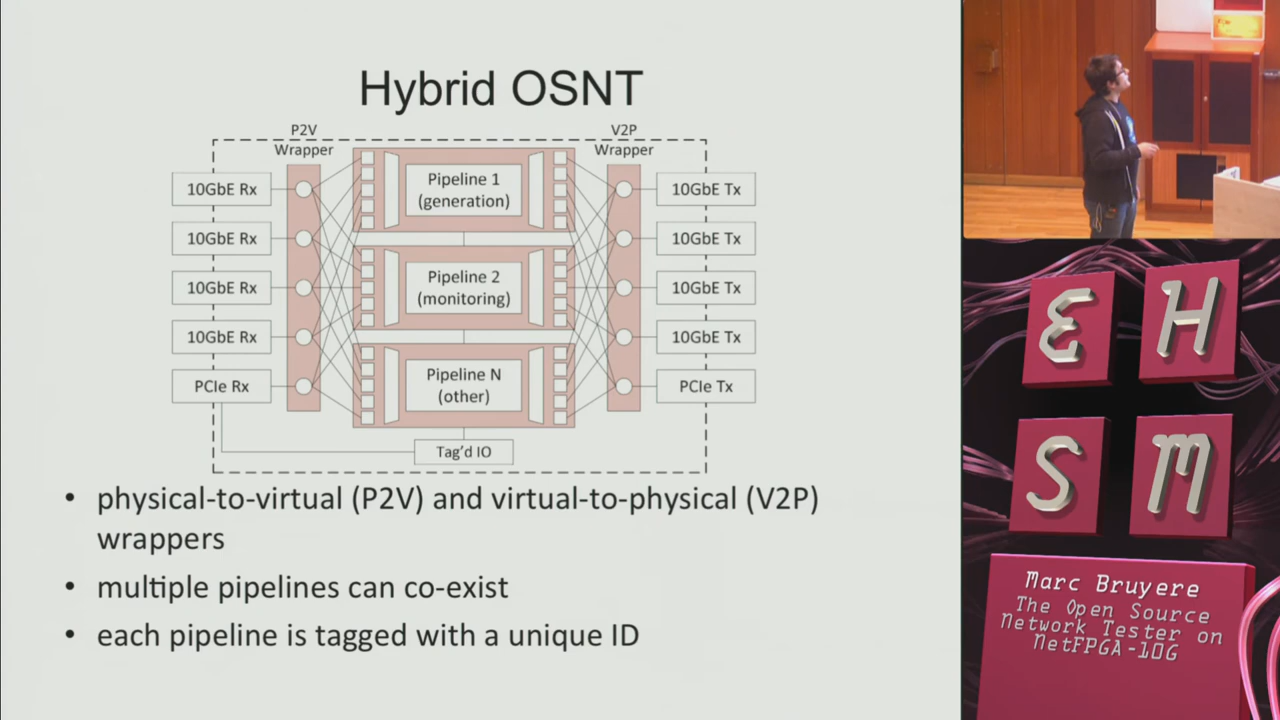 Hybrid OSNT
P2V
Wrapper
V2P
Wrapper
10GbE Rx
10GbE Rx
10GbE Rx
10GbE Rx
PCIe Rx
Pipeline 1
(generation)
Pipeline 2
(monitoring)
Pipeline N
(other)
Tag'd IO
10GbE Tx
10GbE Tx
10GbE Tx
10GbE Tx
PCIe Tx
• physical-to-virtual (P2V) and virtual-to-physical (V2P)
wrappers
• multiple pipelines can co-exist
• each pipeline is tagged with a unique ID
E H
S M
Marc Bruyere
The Open Source
Network Tester on
NetFPGA-10G